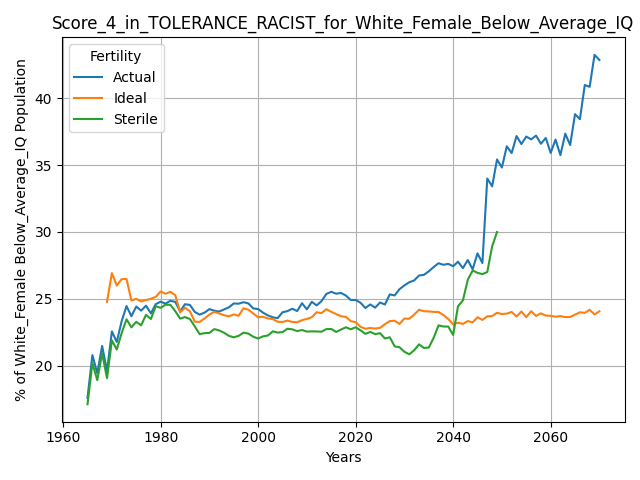 Score_4_in_TOLERANCE_RACIST_for_White_Female_Below_Average_IQ
Fertility
Actual
Ideal
Sterile
% of White_Female Below_Average_IQ Population
40
35
30
25
20
1960
1980
2000
2020
2040
2060
Years